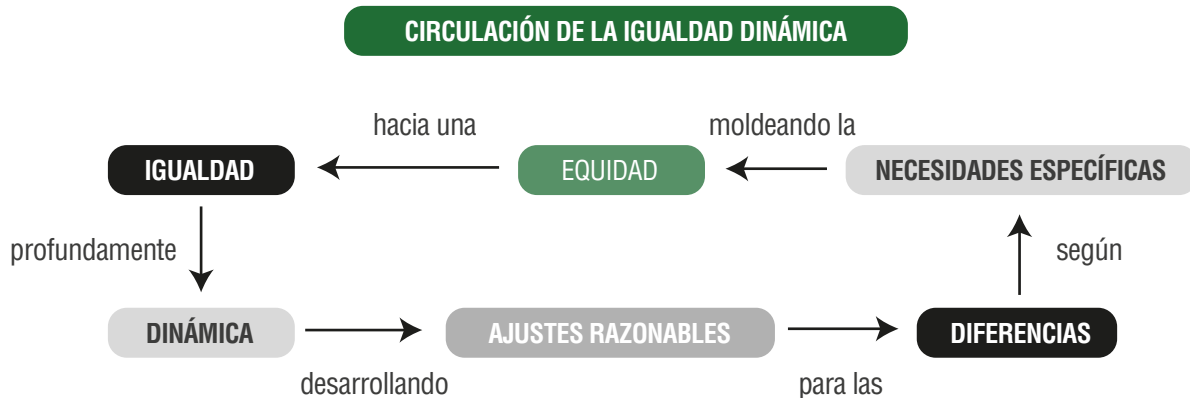 CIRCULACIÓN DE LA IGUALDAD DINÁMICA
hacia una
moldeando la
IGUALDAD
EQUIDAD
NECESIDADES ESPECÍFICAS
profundamente
según
DINÁMICA
AJUSTES RAZONABLES
DIFERENCIAS
desarrollando
para las